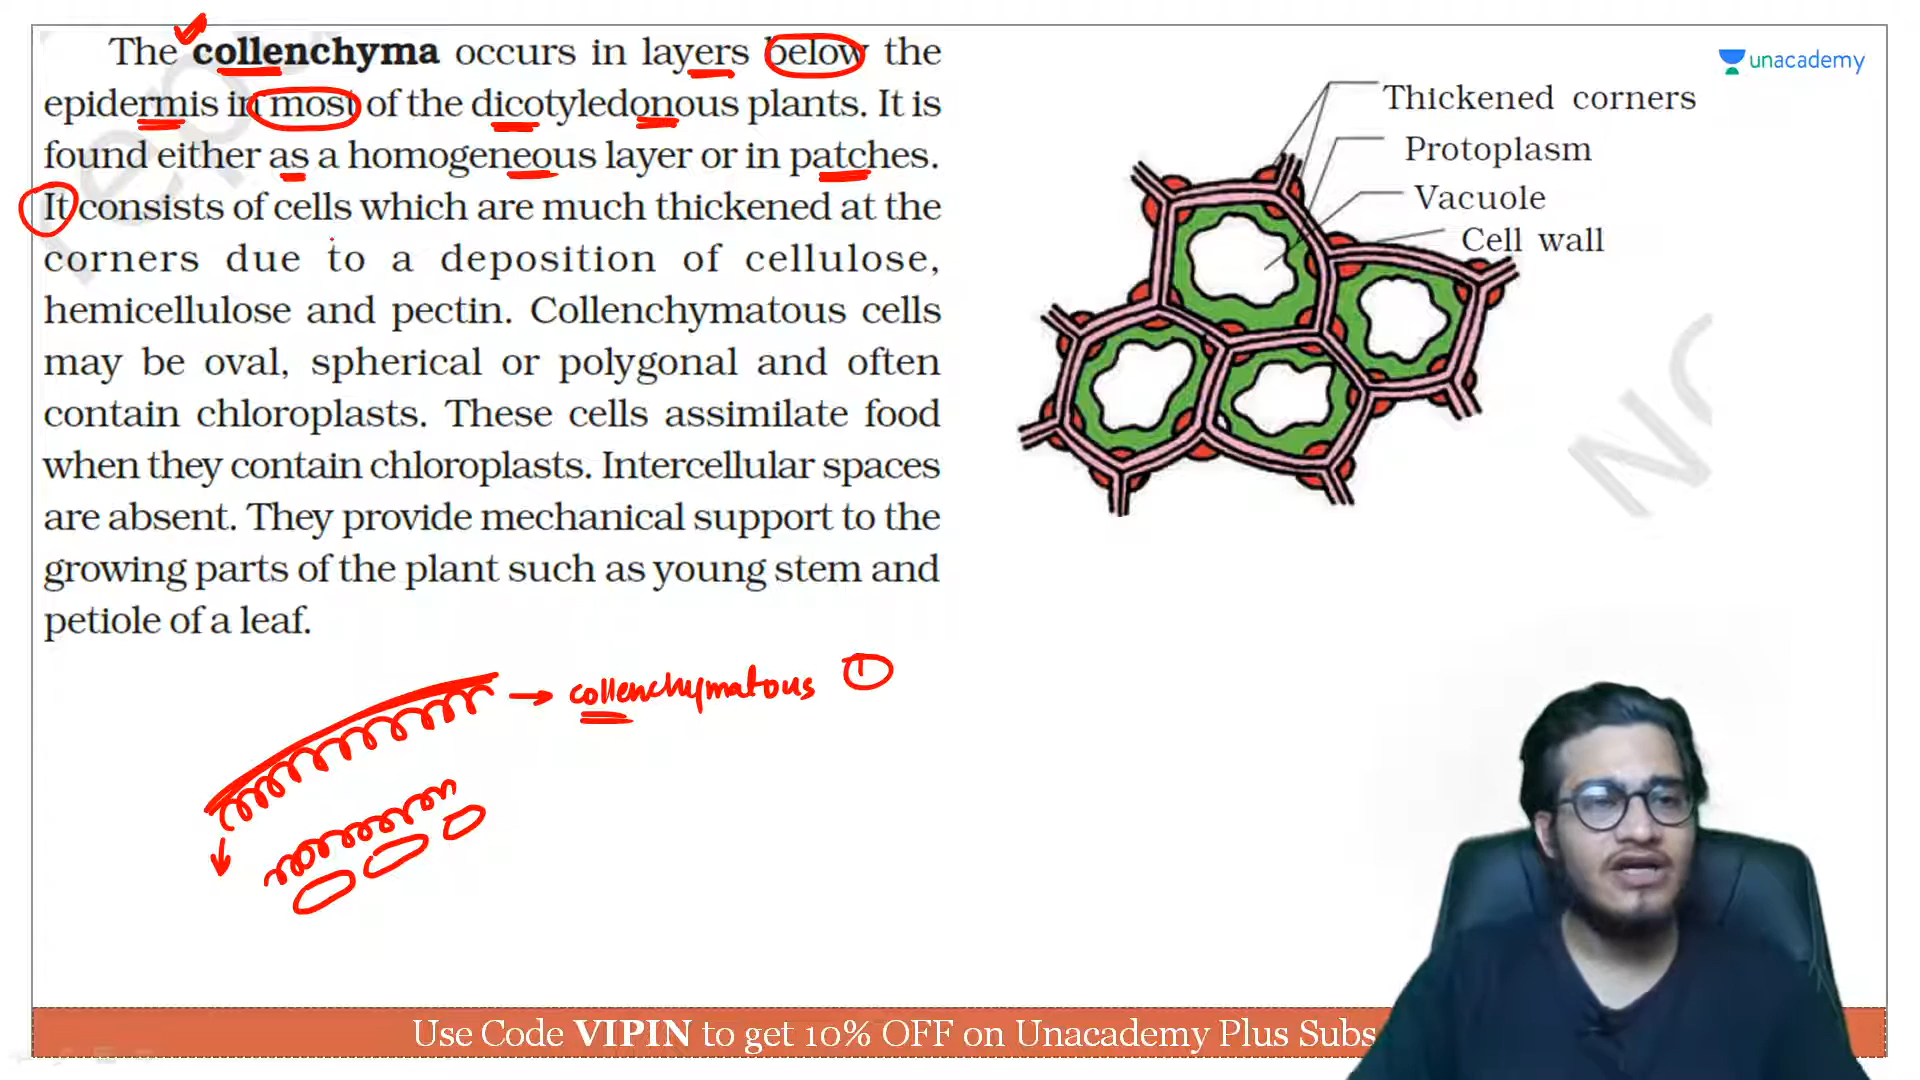 The collenchyma occurs in layers below the
epidermis in most of the dicotyledonous plants. It is
found either as a homogeneous layer or in patches.
It consists of cells which are much thickened at the
corners due to a deposition of cellulose,
hemicellulose and pectin. Collenchymatous cells
may be oval, spherical or polygonal and often
contain chloroplasts. These cells assimilate food
when they contain chloroplasts. Intercellular spaces
are absent. They provide mechanical support to the
growing parts of the plant such as young stem and
petiole of a leaf.
unacademy
Thickened corners
Protoplasm
Vacuole
Cell wall
collenchymatous 1
Use Code VIPIN to get 10% OFF on Unacademy Plus Subs